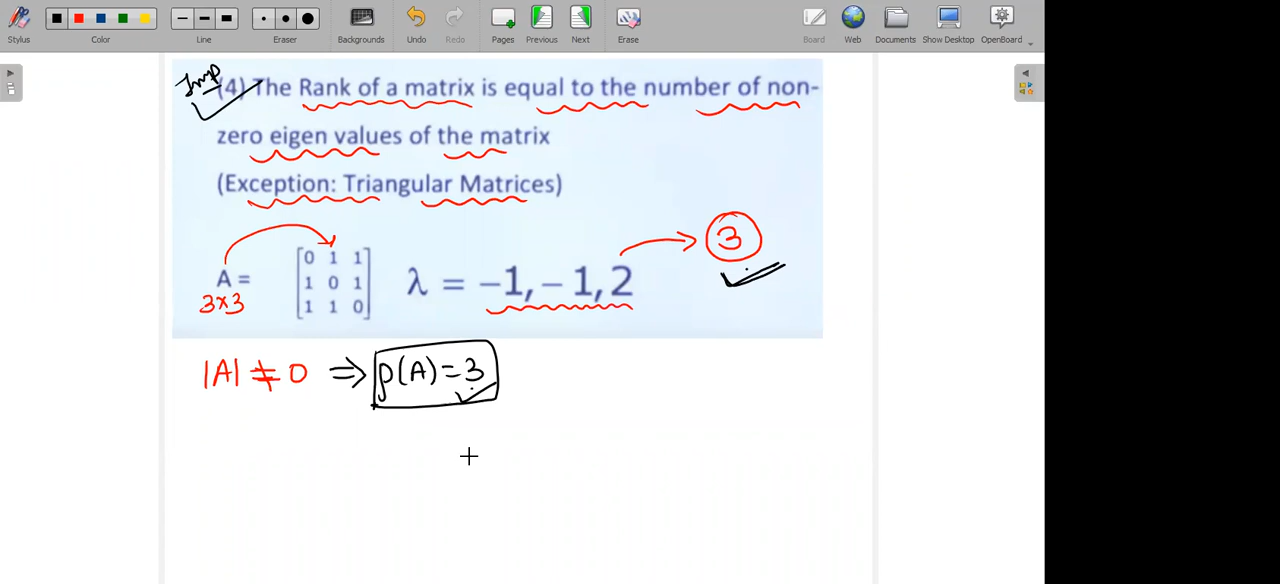 Stylus Color Line Eraser Backgrounds Undo Redo Pages Previous Next Erase Board Web Documents Show Desktop OpenBoard
Imp
(4) The Rank of a matrix is equal to the number of non-
zero eigen values of the matrix
(Exception: Triangular Matrices)
3
A = [0 1 1 λ = -1, - 1, 2
1 0 1
1 1 0]
3x3
|A| ≠ 0 ⇒ ρ(A) = 3